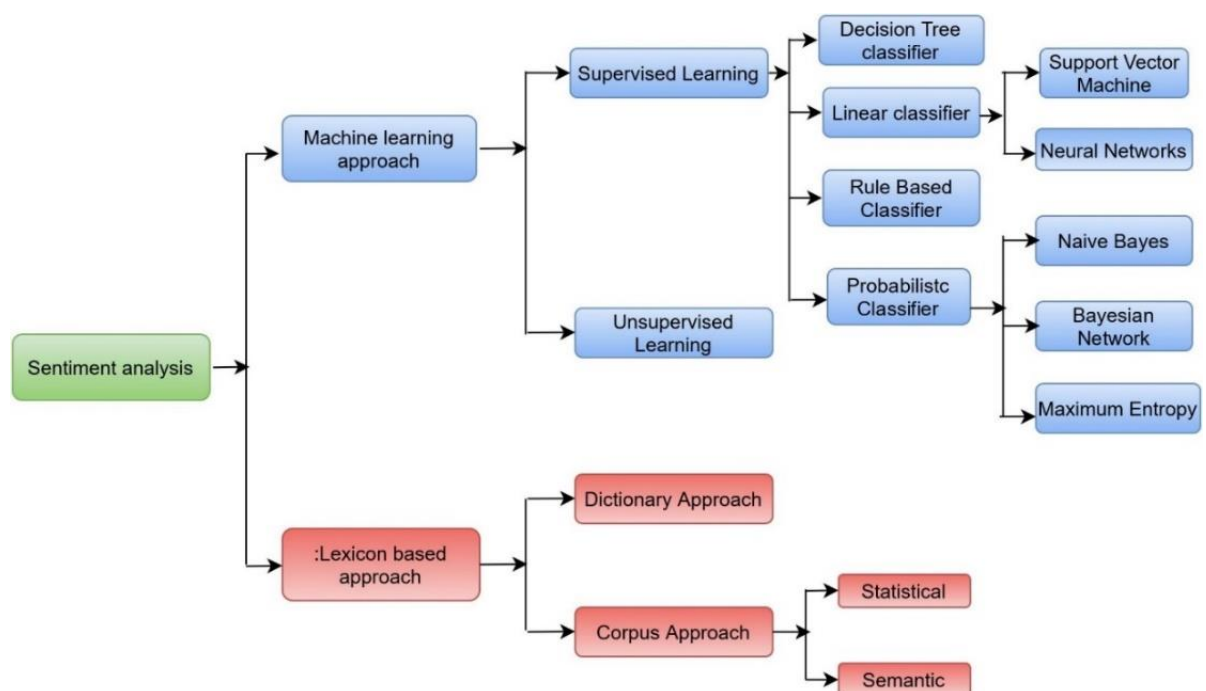 Decision Tree
classifier
Supervised Learning
Support Vector
Machine
Linear classifier
Machine learning
approach
Neural Networks
Rule Based
Classifier
Naive Bayes
Probabilistc
Classifier
Unsupervised
Learning
Bayesian
Network
Sentiment analysis
Maximum Entropy
Dictionary Approach
:Lexicon based
approach
Statistical
Corpus Approach
Semantic